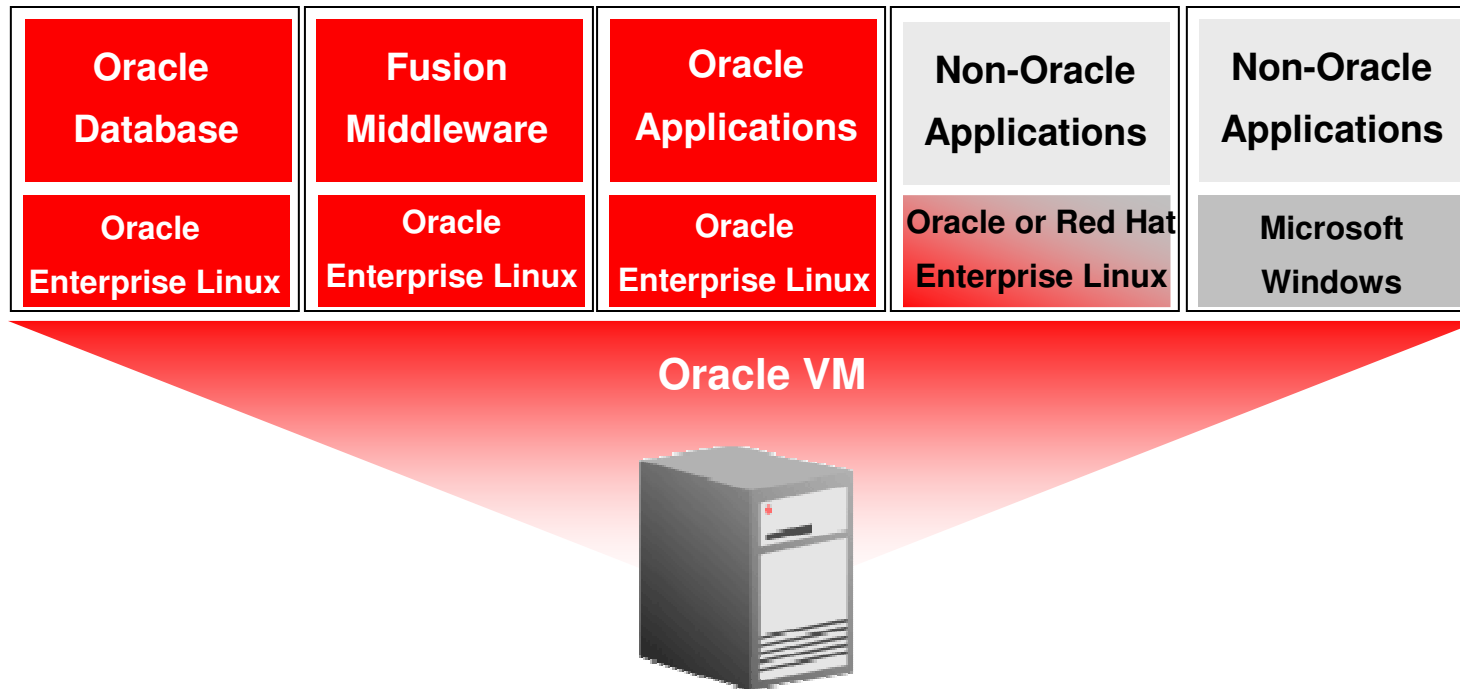 Oracle
Database
Fusion
Middleware
Oracle
Applications
Non-Oracle
Applications
Non-Oracle
Applications
Oracle
Enterprise Linux
Oracle
Enterprise Linux
Oracle
Enterprise Linux
Oracle or Red Hat
Enterprise Linux
Microsoft
Windows
Oracle VM